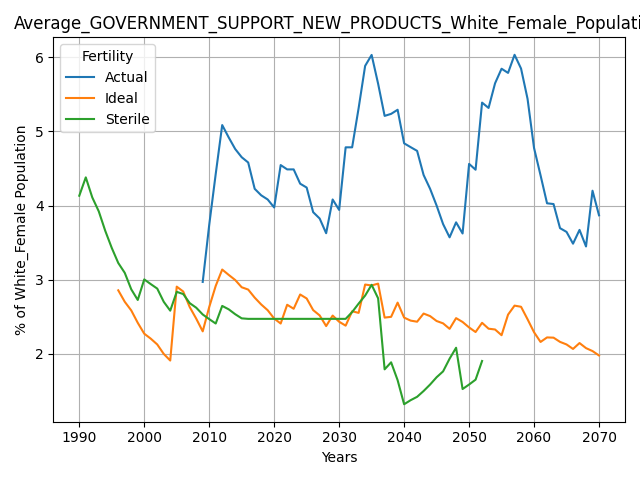 Average_GOVERNMENT_SUPPORT_NEW_PRODUCTS_White_Female_Populati
Fertility
Actual
Ideal
Sterile
% of White_Female Population
6
5
4
3
2
1990 2000 2010 2020 2030 2040 2050 2060 2070
Years